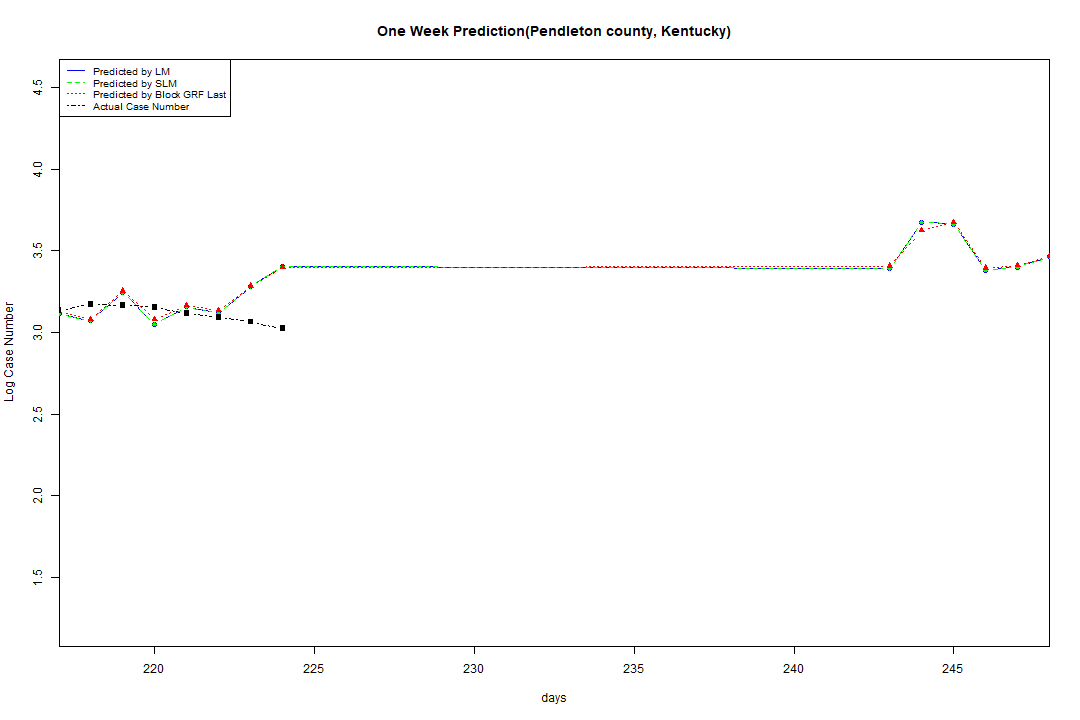 One Week Prediction(Pendleton county, Kentucky)
Predicted by LM
Predicted by SLM
Predicted by Block GRF Last
Actual Case Number
Log Case Number
4.5
4.0
3.5
3.0
2.5
2.0
1.5
220
225
230
235
240
245
days